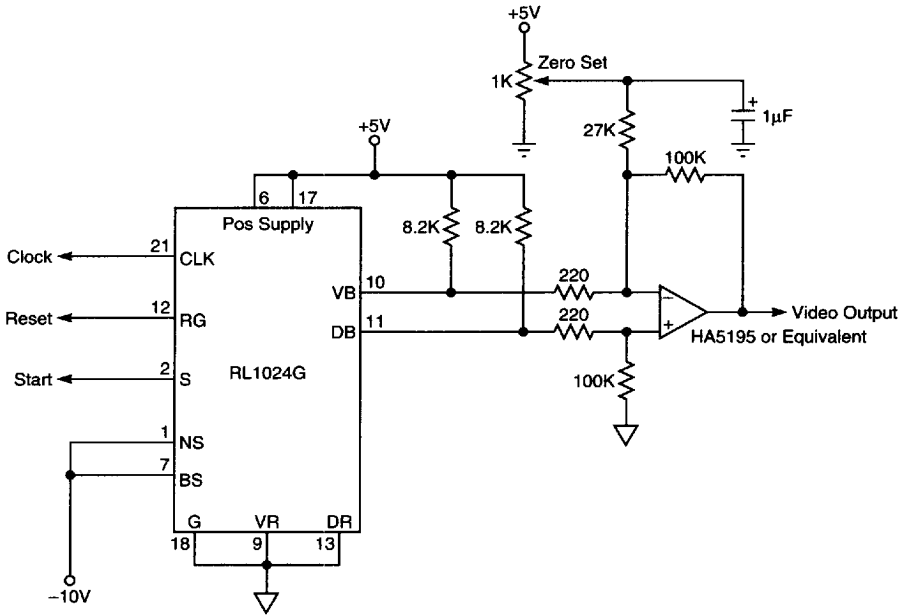 +5V
Zero Set
1K
1μF
27K
+5V
100K
6 17
Pos Supply
8.2K 8.2K
Clock 21 CLK
VB 10
220
−
Reset 12 RG
DB 11
220
+
Video Output
HA5195 or Equivalent
Start 2 S
RL1024G
100K
1 NS
7 BS
G VR DR
18 9 13
−10V